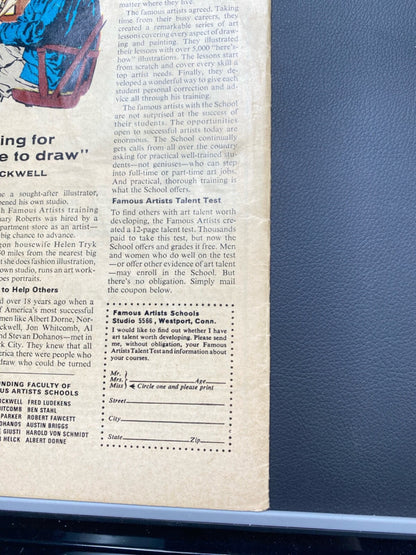 matter where they live.
The famous artists agreed. Taking
time from their busy careers, they
created a remarkable series of art
lessons covering every aspect of draw-
ing and painting. They illustrated
their lessons with over 5,000 "here's-
how" illustrations. The lessons start
from scratch and cover every skill a
top artist needs. Finally, they de-
veloped a wonderful way to give each
student personal correction and ad-
vice all through his training.
The famous artists with the School
are not surprised at the success of
their students. The opportunities
open to successful artists today are
enormous. The School continually
gets calls from all over the country
asking for practical well-trained stu-
dents—not geniuses—who can step
into full-time or part-time art jobs.
And practical, thorough training is
what the School offers.
Famous Artists Talent Test
To find others with art talent worth
developing, the Famous Artists cre-
ated a 12-page talent test. Thousands
paid to take this test, but now the
School offers and grades it free. Men
and women who do well on the test
—or offer other evidence of art talent
—may enroll in the School. But
there's no obligation. Simply mail
the coupon below.
ing for
e to draw"
CKWELL
e a sought-after illustrator,
pened his own studio.
h Famous Artists training
nary Roberts was hired by a
partment store as an artist—
big chance to advance.
gon housewife Helen Tryk
50 miles from the nearest big
t she does fashion illustration,
own studio, runs an art work-
oes portraits.
to Help Others
d over 18 years ago when a
f America's most successful
men like Albert Dorne, Nor-
ckwell, Jon Whitcomb, Al
nd Stevan Dohanos—met in
k City. They knew that all
merica there were people who
draw who could be turned
NDING FACULTY OF
US ARTISTS SCHOOLS
CKWELL FRED LUDEKENS
ITCOMB BEN STAHL
PARKER ROBERT FAWCETT
OHANOS AUSTIN BRIGGS
E GIUSTI HAROLD VON SCHMIDT
HELCK ALBERT DORNE
Famous Artists Schools
Studio 5566, Westport, Conn.
I would like to find out whether I have
art talent worth developing. Please send
me, without obligation, your Famous
Artists Talent Test and information about
your courses.
Mr.
Mrs. Age
Miss Circle one and please print
Street
City
State Zip